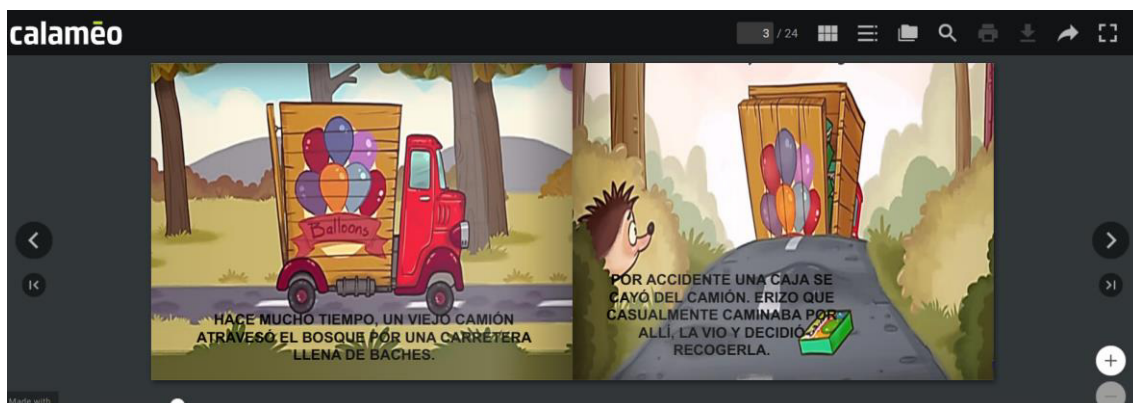 calamēo
3 / 24
Balloons
HACE MUCHO TIEMPO, UN VIEJO CAMIÓN
ATRAVESÓ EL BOSQUE POR UNA CARRETERA
LLENA DE BACHES.
POR ACCIDENTE UNA CAJA SE
CAYÓ DEL CAMIÓN. ERIZO QUE
CASUALMENTE CAMINABA POR
ALLÍ, LA VIO Y DECIDIÓ
RECOGERLA.
Made with